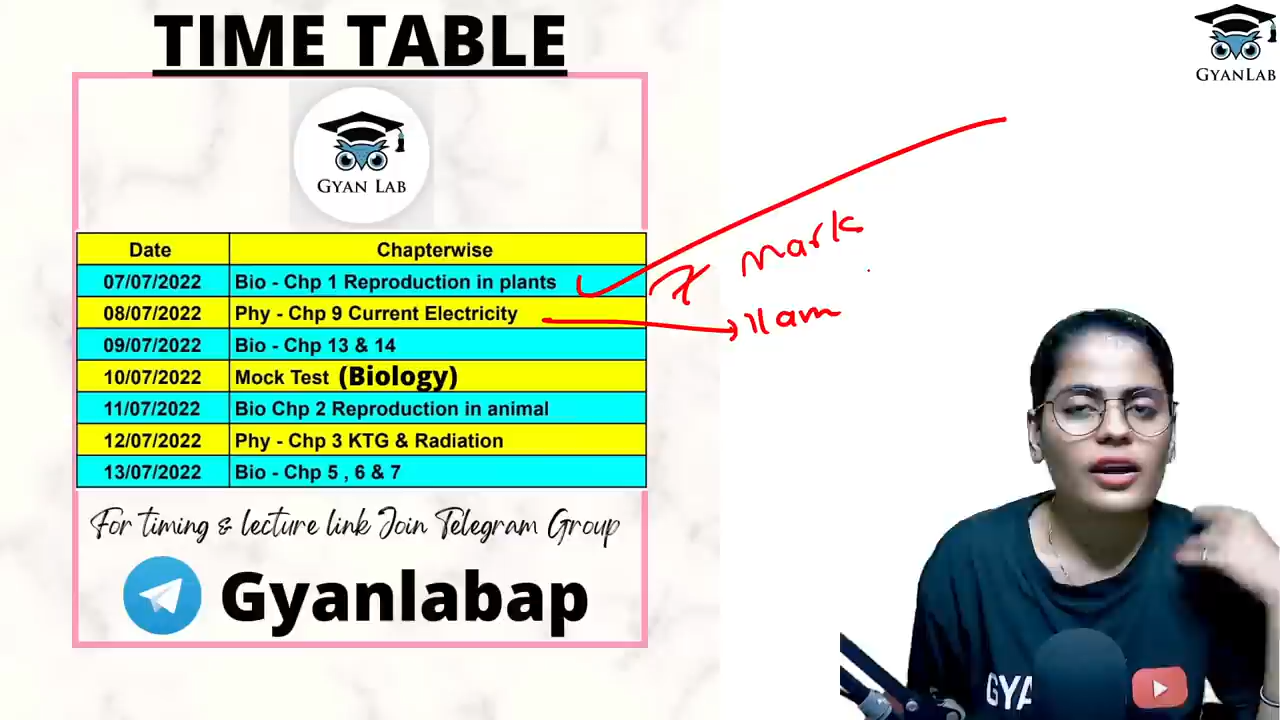 TIME TABLE
GYANLAB
GYAN LAB
Date Chapterwise
07/07/2022 Bio - Chp 1 Reproduction in plants
7 mark
08/07/2022 Phy - Chp 9 Current Electricity
11 am
09/07/2022 Bio - Chp 13 & 14
10/07/2022 Mock Test (Biology)
11/07/2022 Bio Chp 2 Reproduction in animal
12/07/2022 Phy - Chp 3 KTG & Radiation
13/07/2022 Bio - Chp 5 , 6 & 7
For timing & lecture link Join Telegram Group
Gyanlabap
GYA